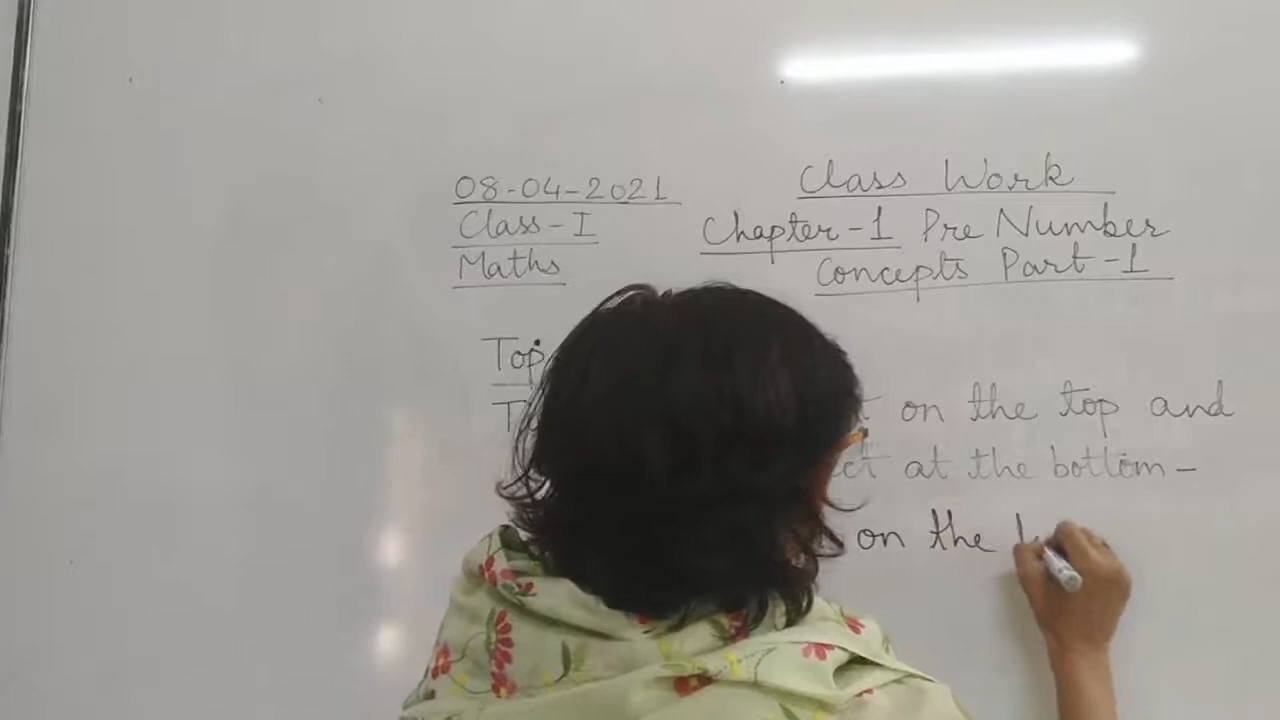 08-04-2021
Class-I
Maths
Class Work
Chapter-1 Pre Number
Concepts Part-1
Top
on the top and
at the bottom-
on the